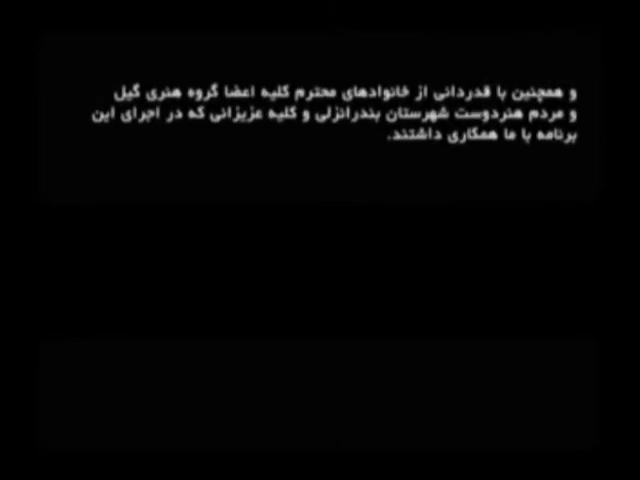 و همچنین با قدردانی از خانوادهای محترم کلیه اعضا گروه هنری گیل
و مردم هنردوست شهرستان بندرانزلی و کلیه عزیزانی که در اجرای این
برنامه با ما همکاری داشتند.